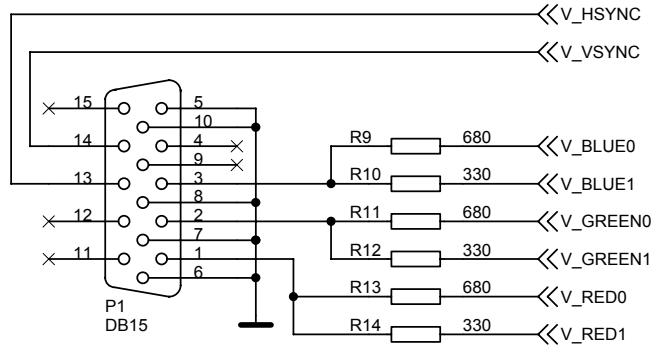 V_HSYNC
V_VSYNC
15
5
10
14
4
R9 680 V_BLUE0
9
13
3
R10 330 V_BLUE1
8
12
2
R11 680 V_GREEN0
7
11
1
R12 330 V_GREEN1
6
R13 680 V_RED0
P1
DB15
R14 330 V_RED1